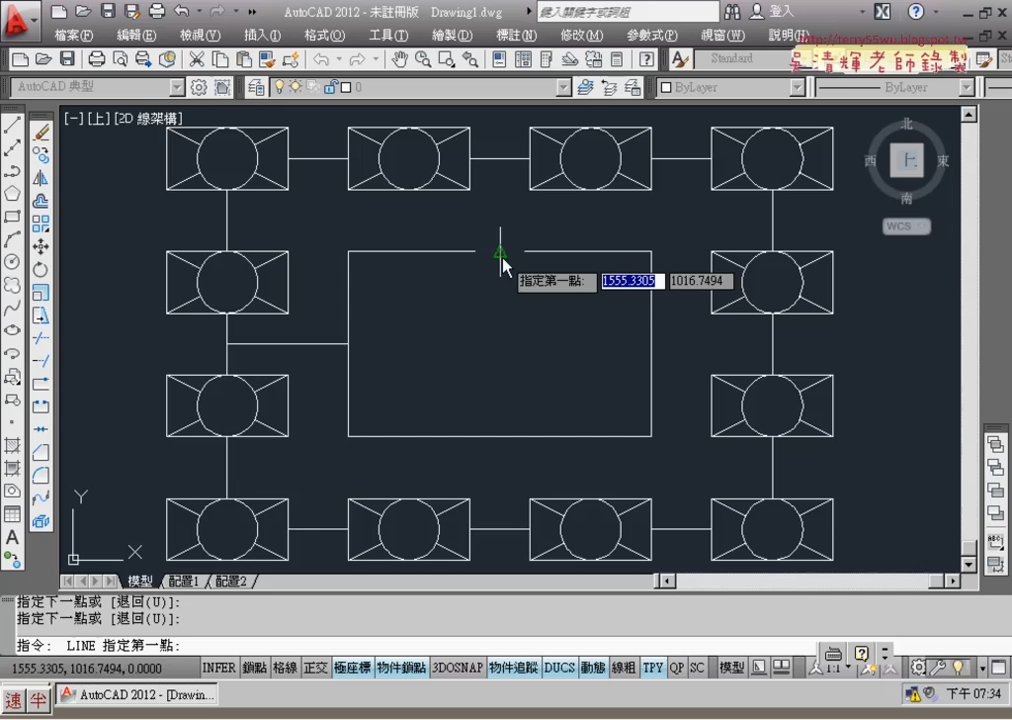 AutoCAD 2012 - 未註冊版 Drawing1.dwg
鍵入關鍵字或詞組
登入
檔案(F) 編輯(E) 檢視(V) 插入(I) 格式(O) 工具(T) 繪製(D) 標註(N) 修改(M) 參數式(P) 視窗(W) 說明(H)
http://terry55wu.blogspot.tw
吳清輝老師錄製
Standard
AutoCAD 典型
0
ByLayer
ByLayer
[−][上][2D 線架構]
北
西
上
東
南
WCS
指定第一點:
1555.3305
1016.7494
Y
X
模型 配置1 配置2
指定下一點或 [退回(U)]:
指定下一點或 [退回(U)]:
指令: LINE 指定第一點:
1555.3305, 1016.7494, 0.0000
INFER 鎖點 格線 正交 極座標 物件鎖點 3DOSNAP 物件追蹤 DUCS 動態 線粗 TPY QP SC
模型
1:1
速 半
AutoCAD 2012 - [Drawin...
下午 07:34